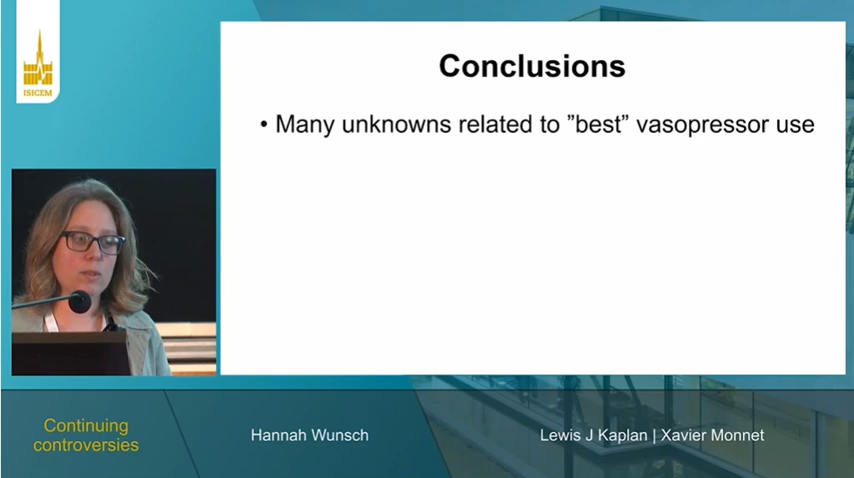 ISICEM
Conclusions
• Many unknowns related to ”best” vasopressor use
Continuing
controversies
Hannah Wunsch
Lewis J Kaplan | Xavier Monnet